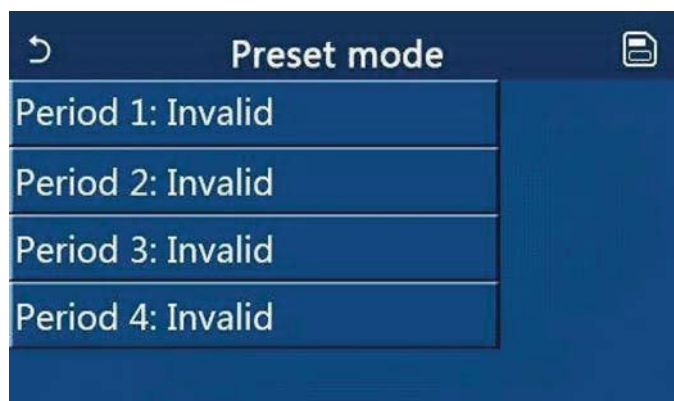 Preset mode
Period 1: Invalid
Period 2: Invalid
Period 3: Invalid
Period 4: Invalid